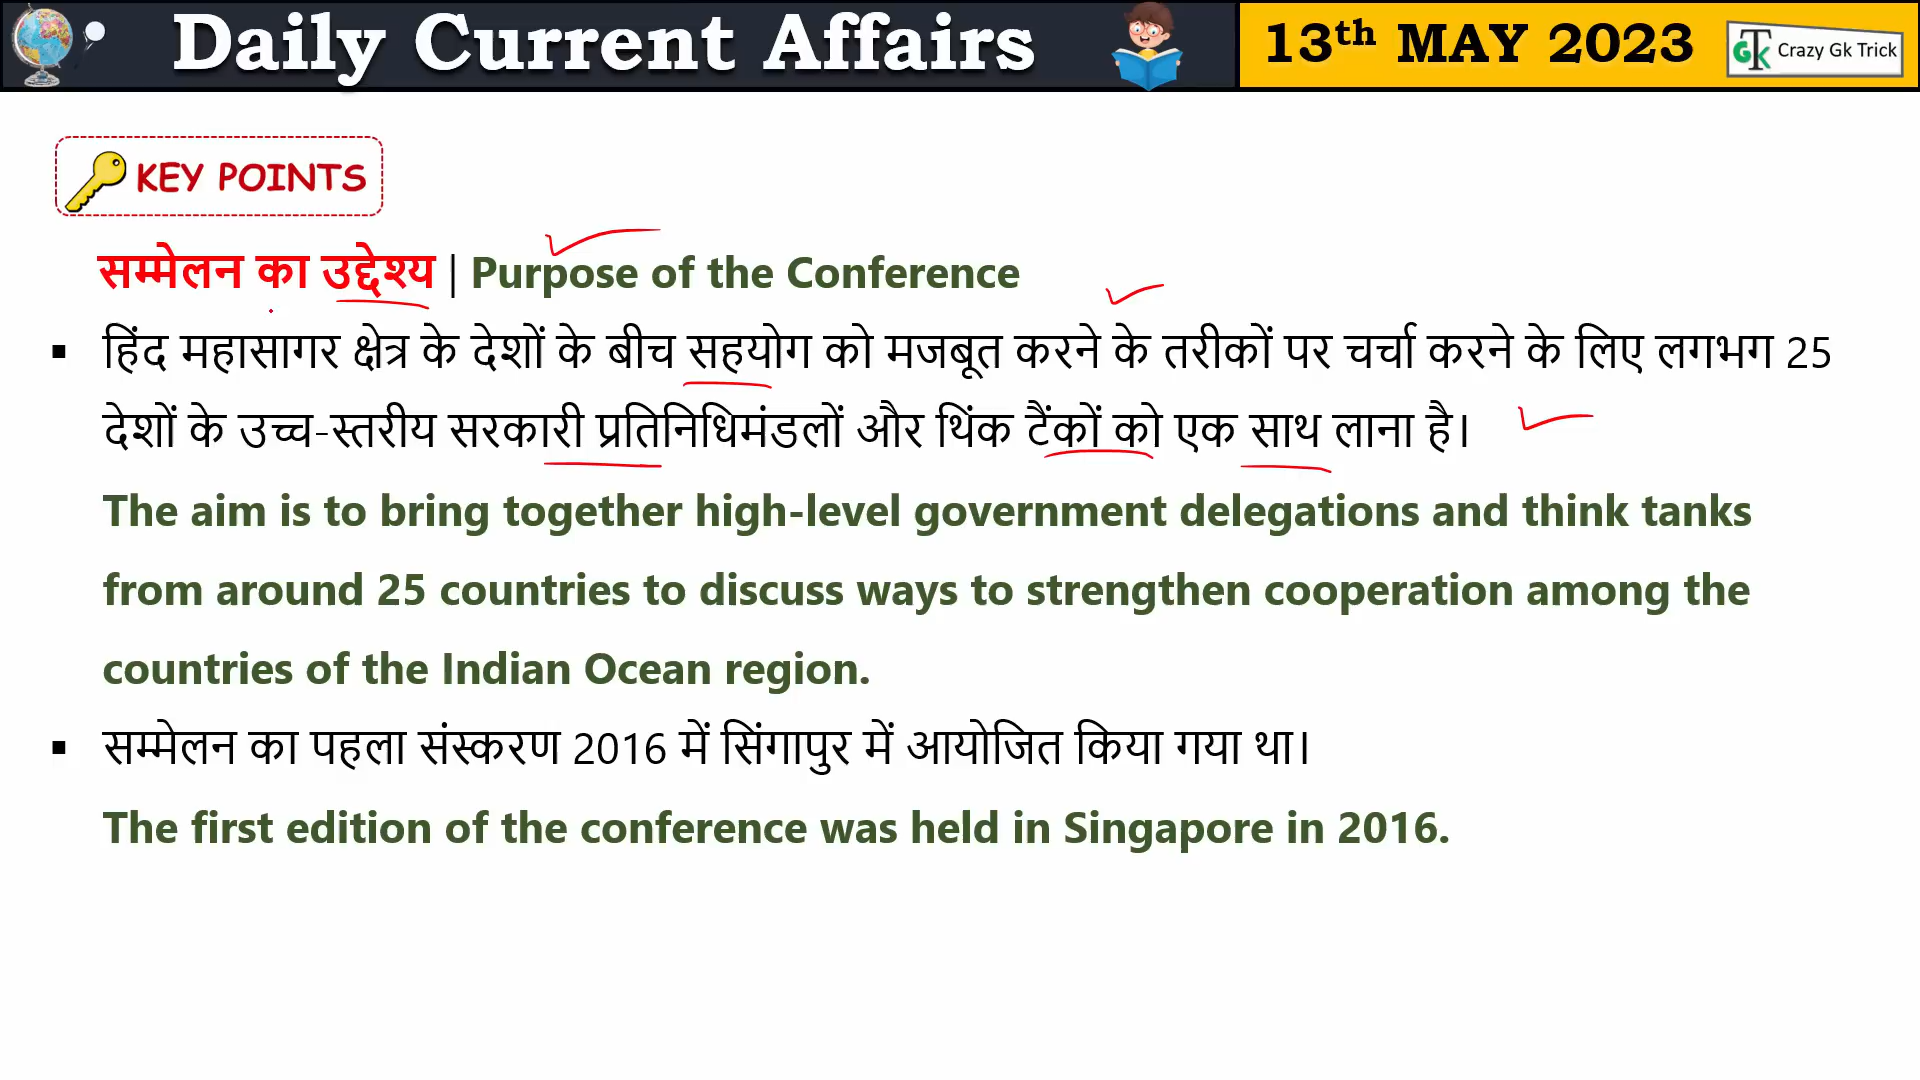 Daily Current Affairs
13th MAY 2023
GTK Crazy Gk Trick
KEY POINTS
सम्मेलन का उद्देश्य | Purpose of the Conference
▪ हिंद महासागर क्षेत्र के देशों के बीच सहयोग को मजबूत करने के तरीकों पर चर्चा करने के लिए लगभग 25
देशों के उच्च-स्तरीय सरकारी प्रतिनिधिमंडलों और थिंक टैंकों को एक साथ लाना है।
The aim is to bring together high-level government delegations and think tanks
from around 25 countries to discuss ways to strengthen cooperation among the
countries of the Indian Ocean region.
▪ सम्मेलन का पहला संस्करण 2016 में सिंगापुर में आयोजित किया गया था।
The first edition of the conference was held in Singapore in 2016.